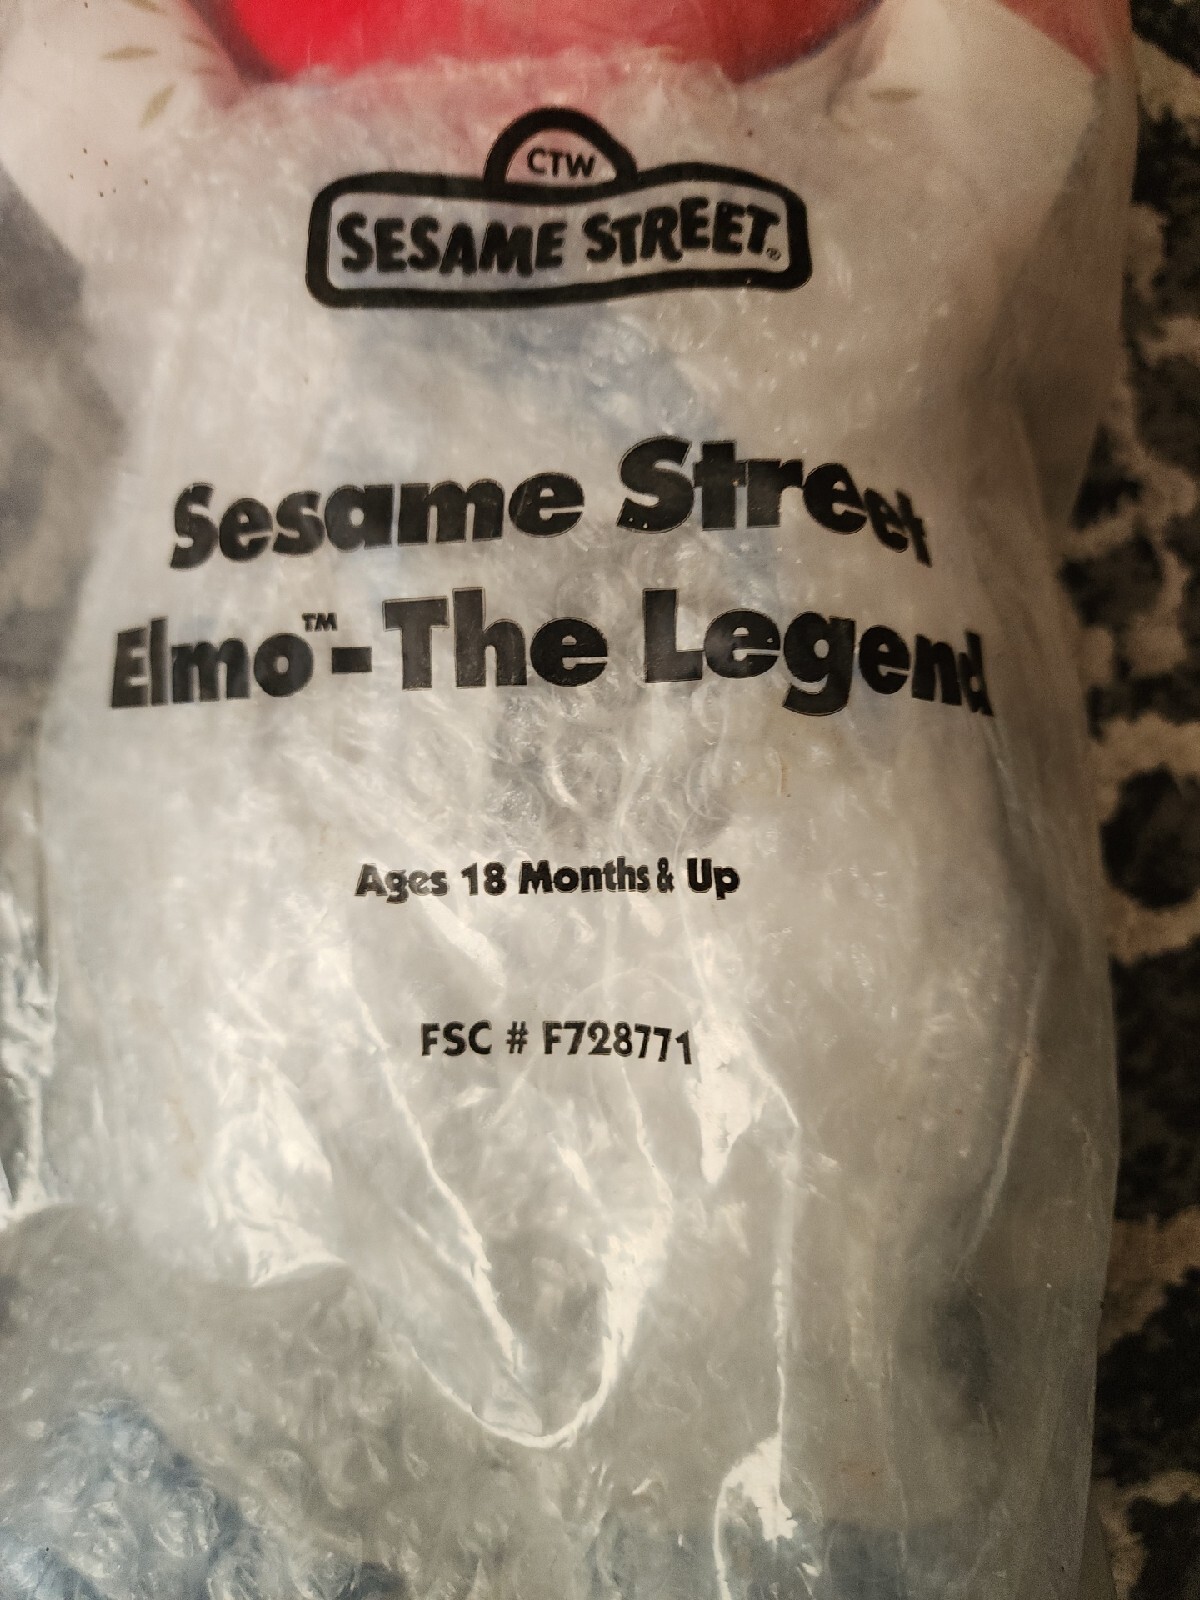 CTW
SESAME STREET®
Sesame Street
Elmo™-The Legend
Ages 18 Months & Up
FSC # F728771